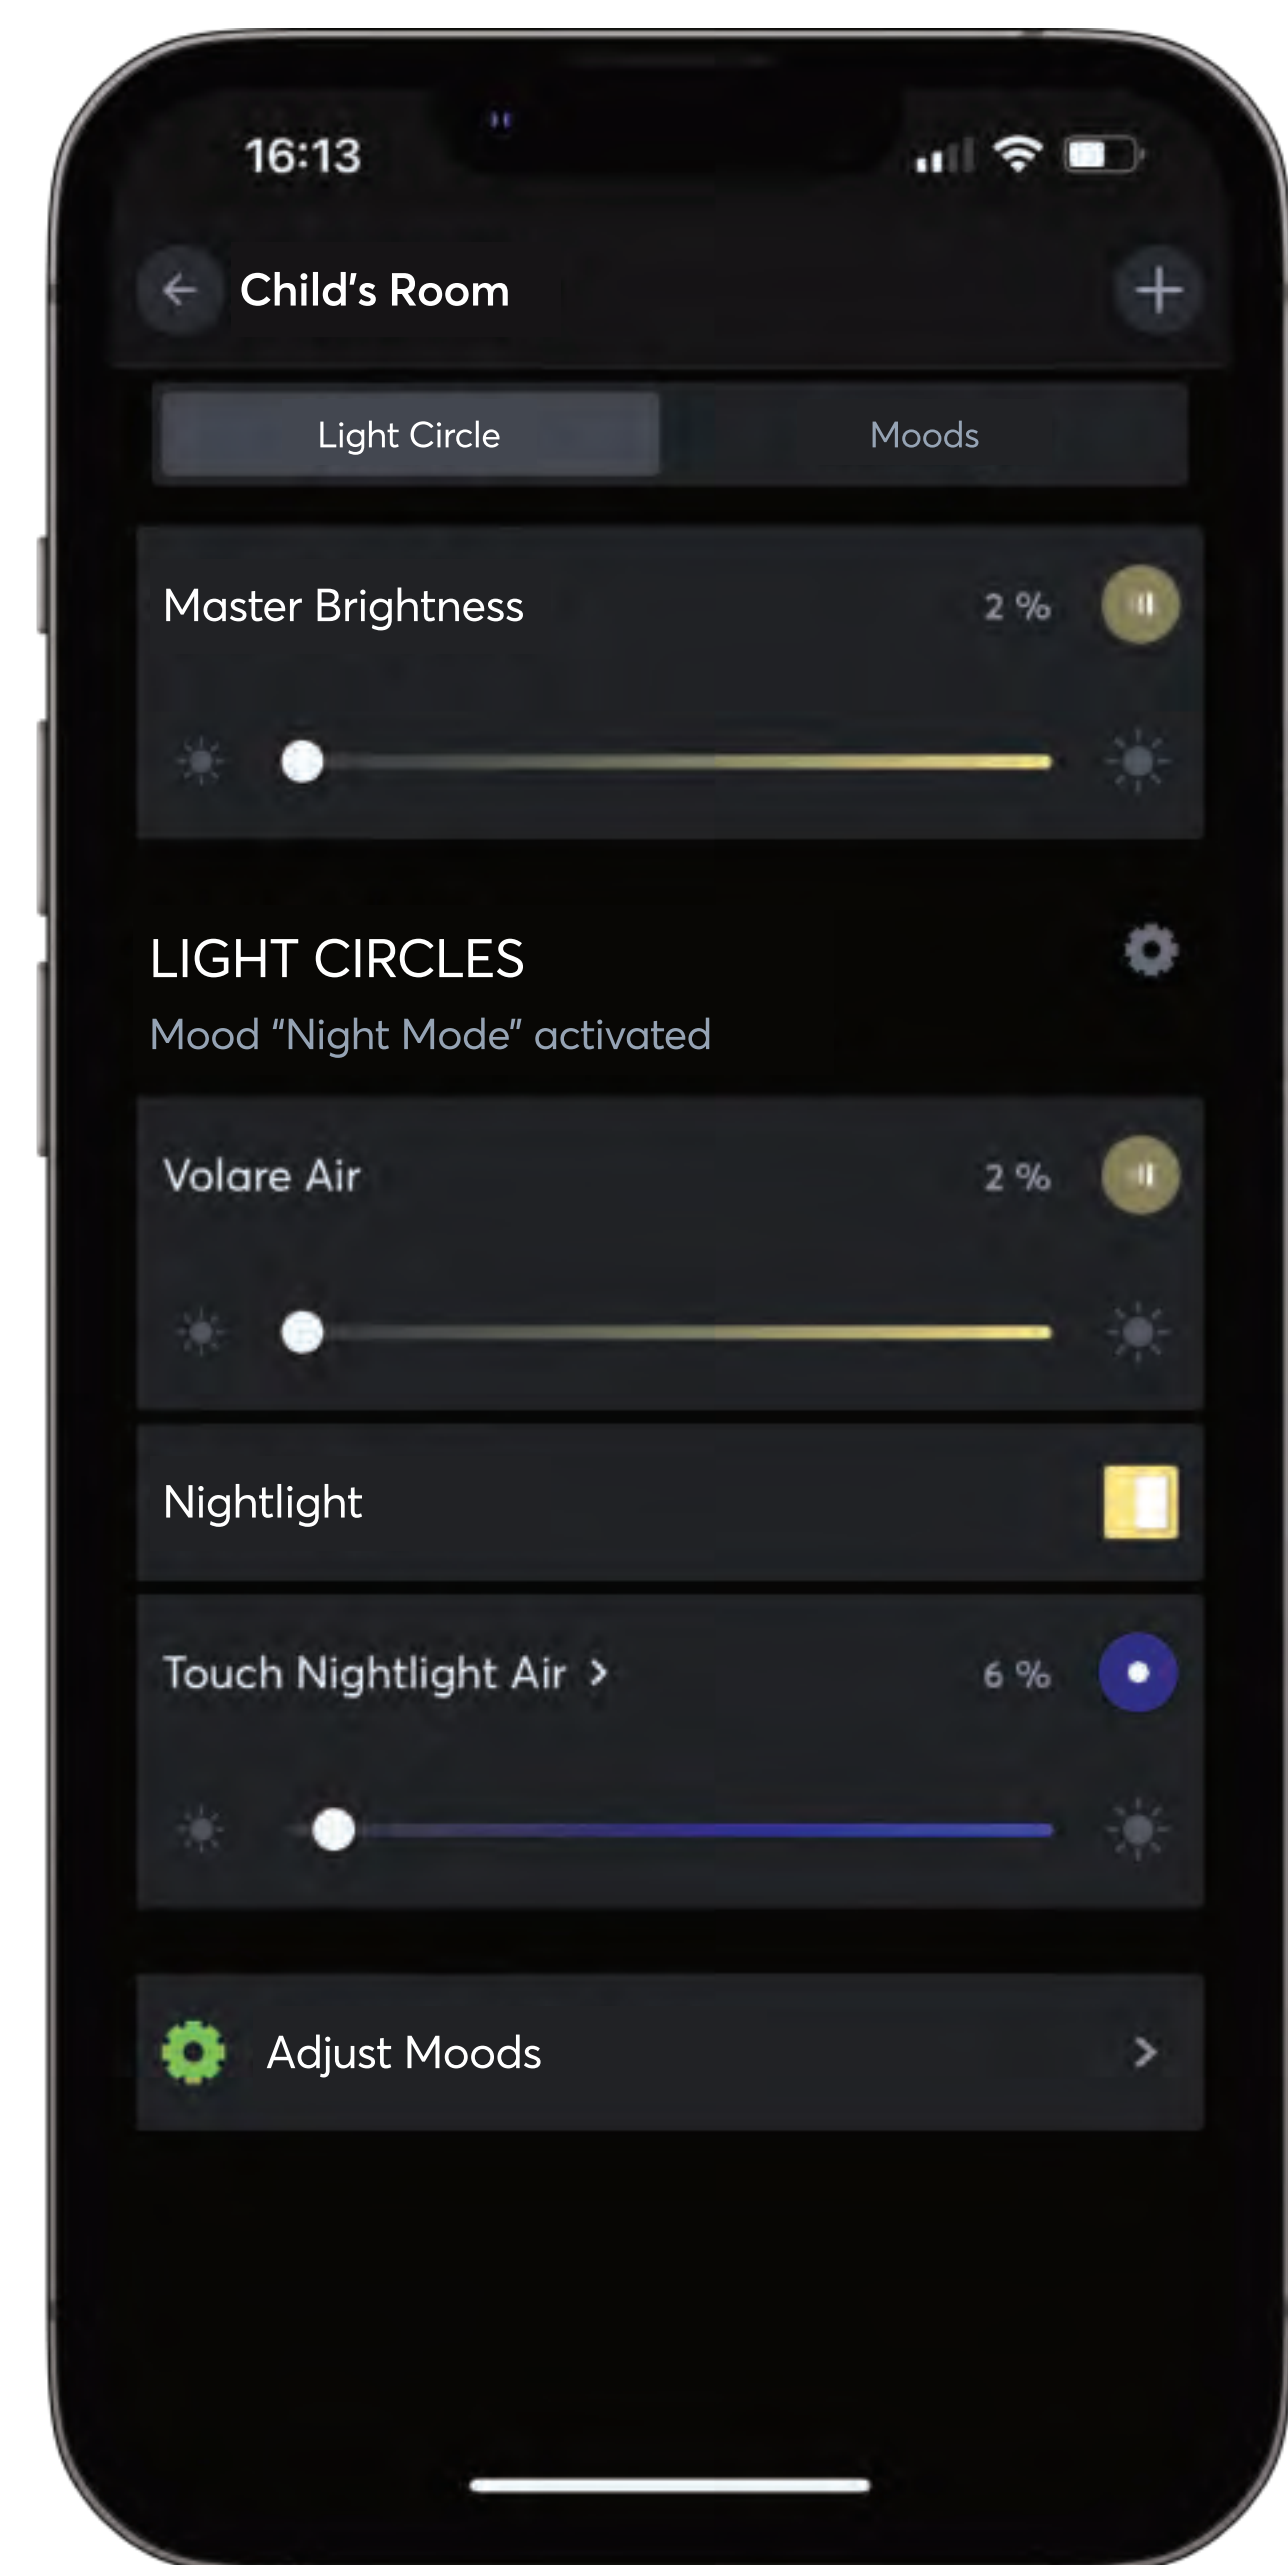 16:13
Child's Room
Light Circle
Moods
Master Brightness
2 %
LIGHT CIRCLES
Mood “Night Mode” activated
Volare Air
2 %
Nightlight
Touch Nightlight Air >
6 %
Adjust Moods